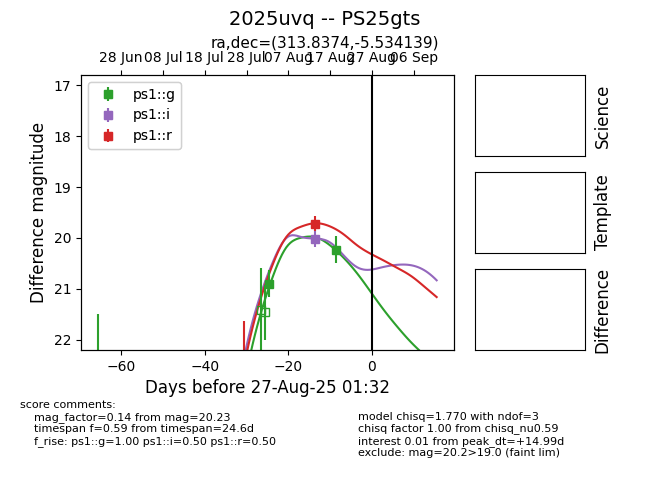 2025uvq -- PS25gts
ra,dec=(313.8374,-5.534139)
28 Jun 08 Jul 18 Jul 28 Jul 07 Aug 17 Aug 27 Aug 06 Sep
ps1::g
ps1::i
ps1::r
17
18
19
20
21
22
Difference magnitude
−60 −40 −20 0
Days before 27-Aug-25 01:32
Science
Template
Difference
score comments:
mag_factor=0.14 from mag=20.23
timespan f=0.59 from timespan=24.6d
f_rise: ps1::g=1.00 ps1::i=0.50 ps1::r=0.50
model chisq=1.770 with ndof=3
chisq factor 1.00 from chisq_nu0.59
interest 0.01 from peak_dt=+14.99d
exclude: mag=20.2>19.0 (faint lim)